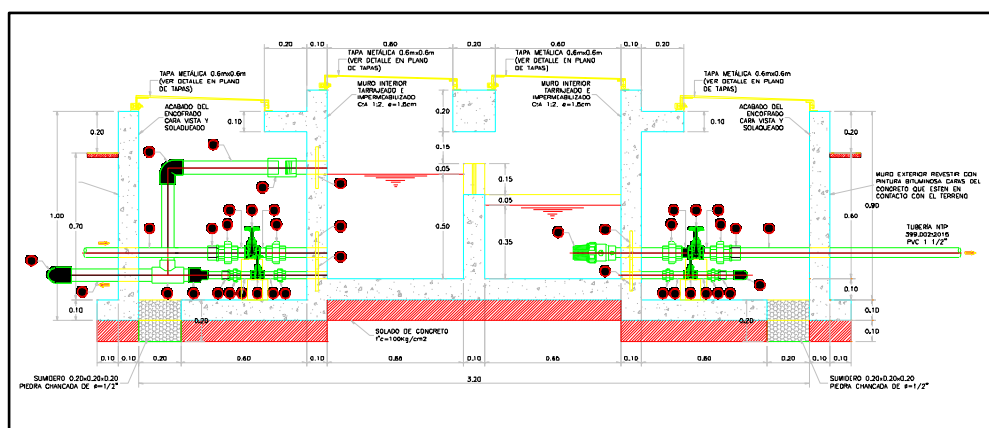 0.20
0.10
0.60
0.20
0.60
0.10
0.20
TAPA METÁLICA 0.6mx0.6m
(VER DETALLE EN PLANO
DE TAPAS)
TAPA METÁLICA 0.6mx0.6m
(VER DETALLE EN PLANO
DE TAPAS)
TAPA METÁLICA 0.6mx0.6m
(VER DETALLE EN PLANO
DE TAPAS)
TAPA METÁLICA 0.6mx0.6m
(VER DETALLE EN PLANO
DE TAPAS)
ACABADO DEL
ENCOFRADO
CARA VISTA Y
SOLAQUEADO
MURO INTERIOR
TARRAJEADO E
IMPERMEABILIZADO
C:A 1:2, e=1.5cm
MURO INTERIOR
TARRAJEADO E
IMPERMEABILIZADO
C:A 1:2, e=1.5cm
ACABADO DEL
ENCOFRADO
CARA VISTA Y
SOLAQUEADO
0.20
0.10
0.20
0.10
0.20
0.15
0.05
0.15
0.05
1.00
0.70
0.50
0.35
0.60
0.90
MURO EXTERIOR REVESTIR CON
PINTURA BITUMINOSA CARAS DEL
CONCRETO QUE ESTEN EN
CONTACTO CON EL TERRENO
TUBERÍA NTP
399.002:2015
PVC 1 1/2"
0.10
0.20
0.20
0.10
0.10
0.10
SOLADO DE CONCRETO
f'c=100Kg/cm2
0.10
0.10
0.20
0.60
0.10
0.10
0.10
0.60
0.20
0.10
0.10
3.20
SUMIDERO 0.20x0.20x0.20
PIEDRA CHANCADA DE ø=1/2"
SUMIDERO 0.20x0.20x0.20
PIEDRA CHANCADA DE ø=1/2"